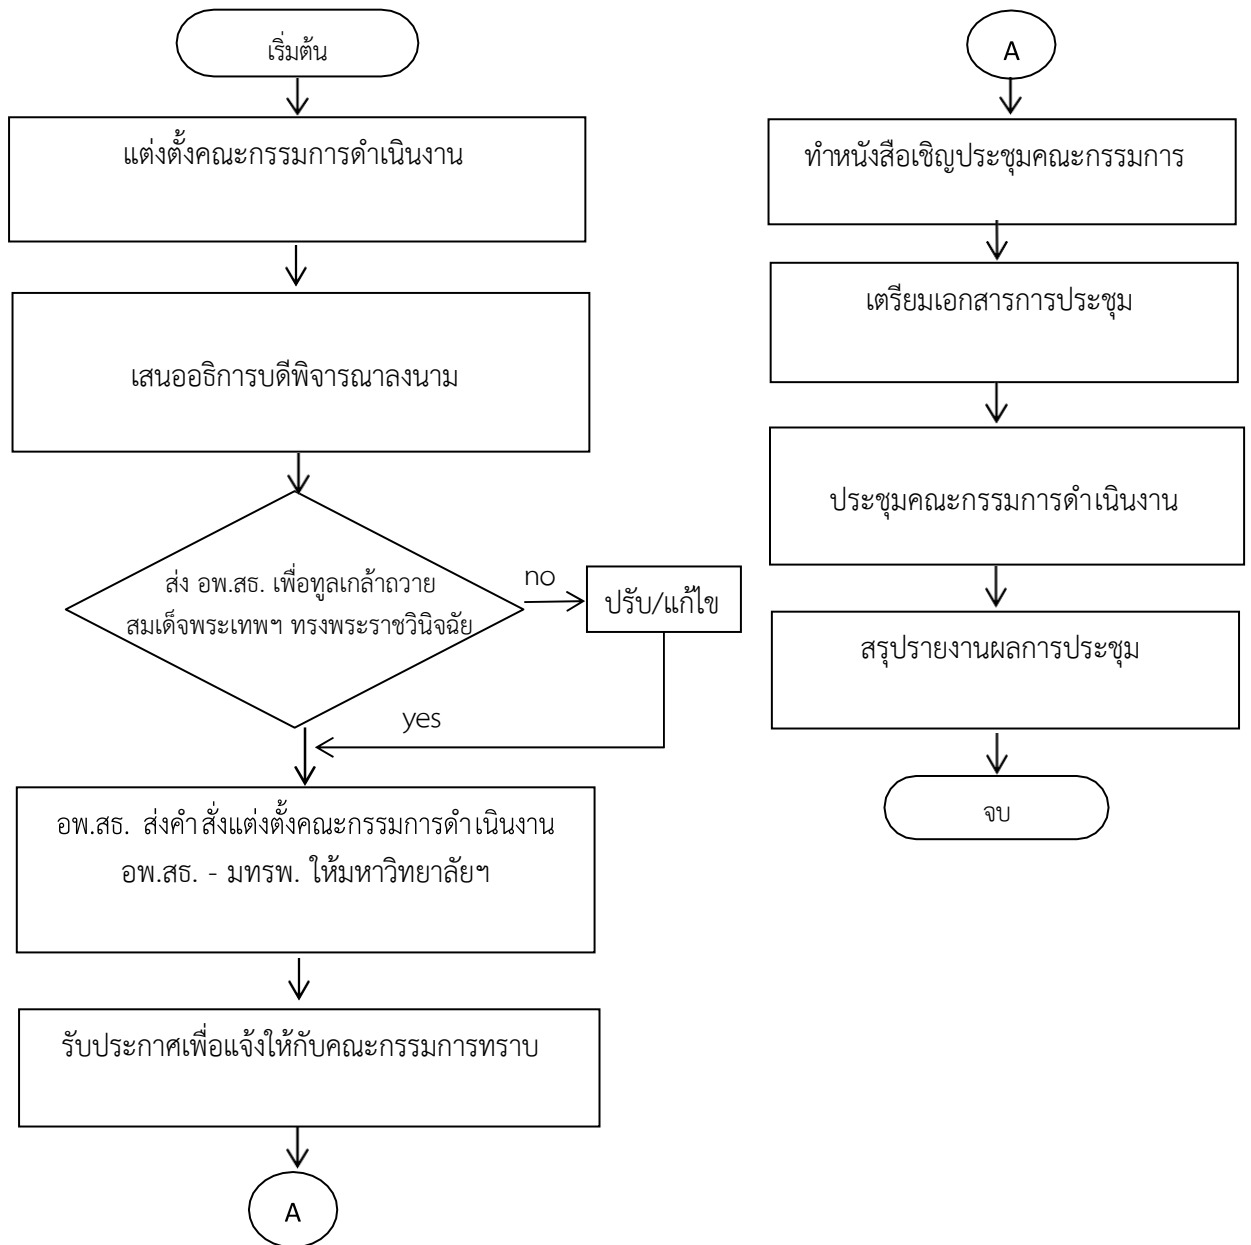 เริ่มต้น
แต่งตั้งคณะกรรมการดำเนินงาน
เสนออธิการบดีพิจารณาลงนาม
ส่ง อพ.สธ. เพื่อทูลเกล้าถวาย
สมเด็จพระเทพฯ ทรงพระราชวินิจฉัย
no
ปรับ/แก้ไข
yes
อพ.สธ. ส่งคำสั่งแต่งตั้งคณะกรรมการดำเนินงาน
อพ.สธ. - มทรพ. ให้มหาวิทยาลัยฯ
รับประกาศเพื่อแจ้งให้กับคณะกรรมการทราบ
A
A
ทำหนังสือเชิญประชุมคณะกรรมการ
เตรียมเอกสารการประชุม
ประชุมคณะกรรมการดำเนินงาน
สรุปรายงานผลการประชุม
จบ